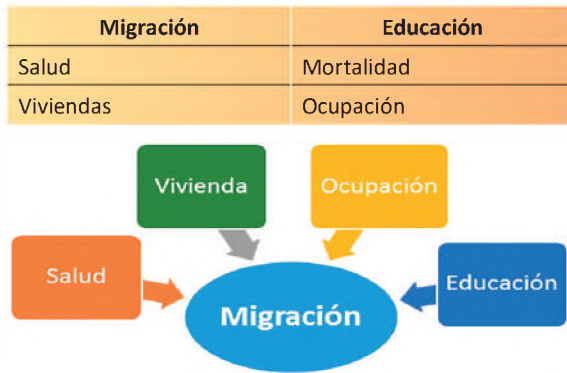 Migración Educación
Salud Mortalidad
Viviendas Ocupación
Vivienda Ocupación
Salud Educación
Migración